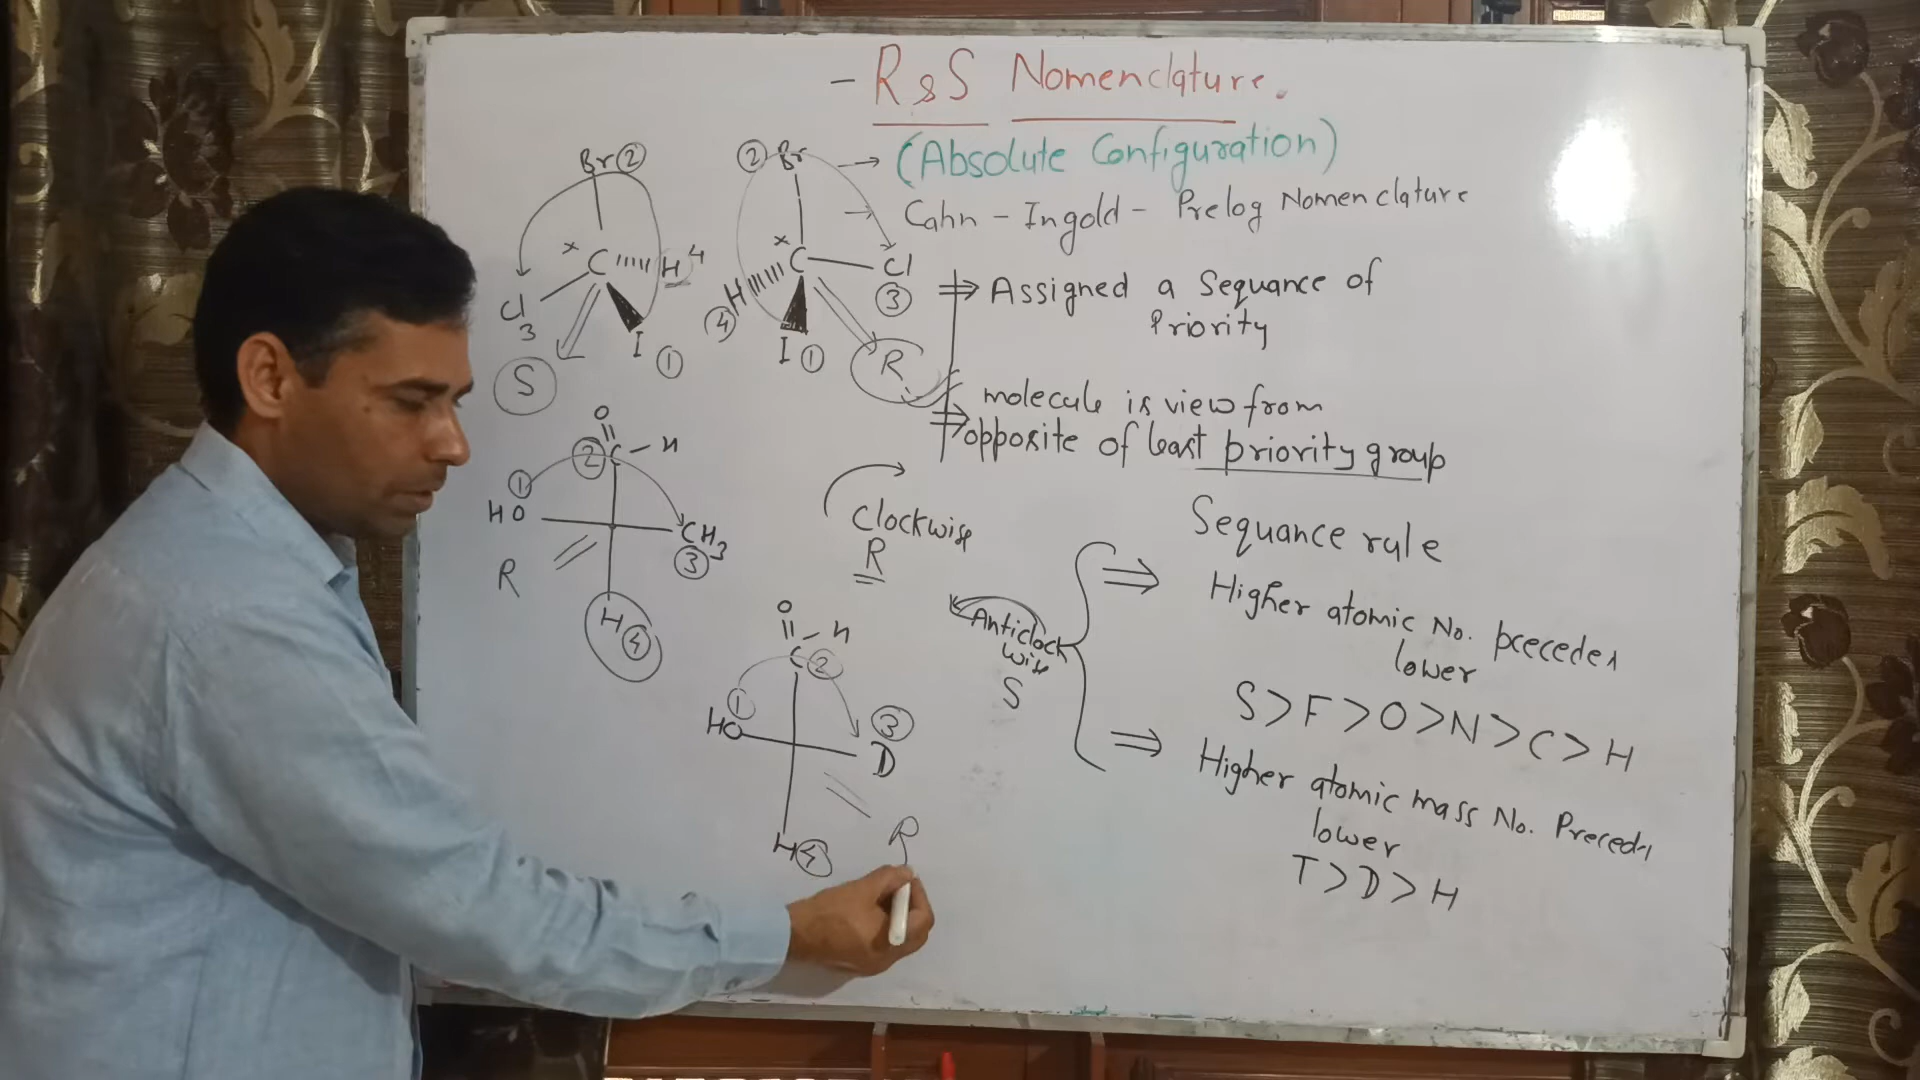 - R & S Nomenclature.
(Absolute Configuration)
Cahn - Ingold - Prelog Nomenclature
⇒ Assigned a Sequance of
Priority
⇒ molecule is view from
opposite of least priority group
Br ②
x
C
H 4
Cl
3
I ①
S
② Br
x
C
Cl
③
H
④
I ①
R
O
② C - H
①
HO
CH3
③
R
H ④
Clockwise
R
Anticlock
wise
S
O
H
C ②
①
HO
③
D
H ④
R
Sequance rule
⇒ Higher atomic No. precedes
lower
S > F > O > N > C > H
⇒ Higher atomic mass No. Precedes
lower
T > D > H